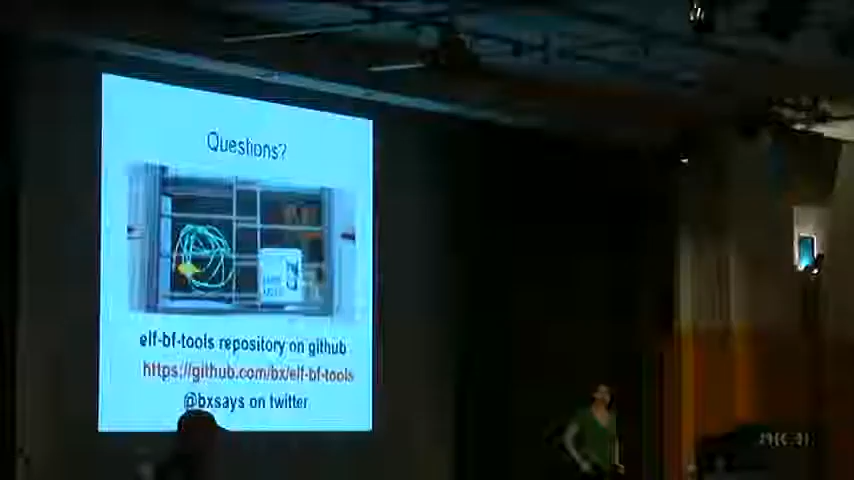 Questions?
elf-bf-tools repository on github
https://github.com/bx/elf-bf-tools
@bxsays on twitter